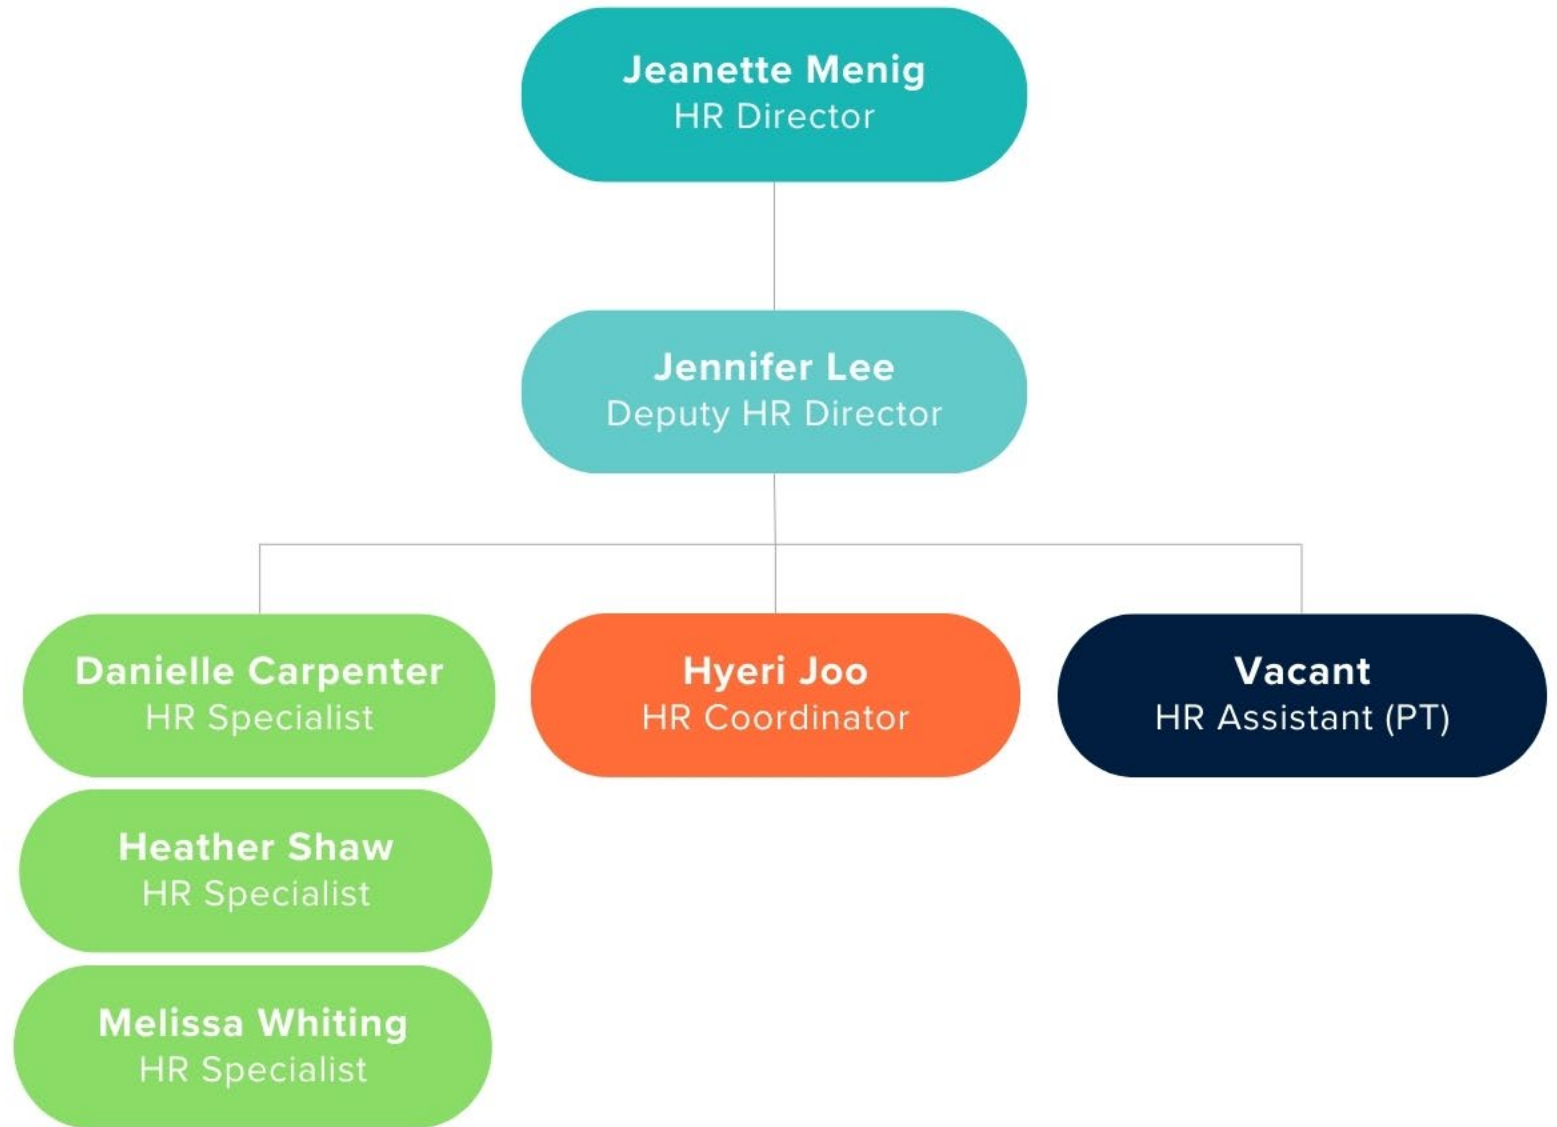 Jeanette Menig
HR Director
Jennifer Lee
Deputy HR Director
Danielle Carpenter
HR Specialist
Hyeri Joo
HR Coordinator
Vacant
HR Assistant (PT)
Heather Shaw
HR Specialist
Melissa Whiting
HR Specialist